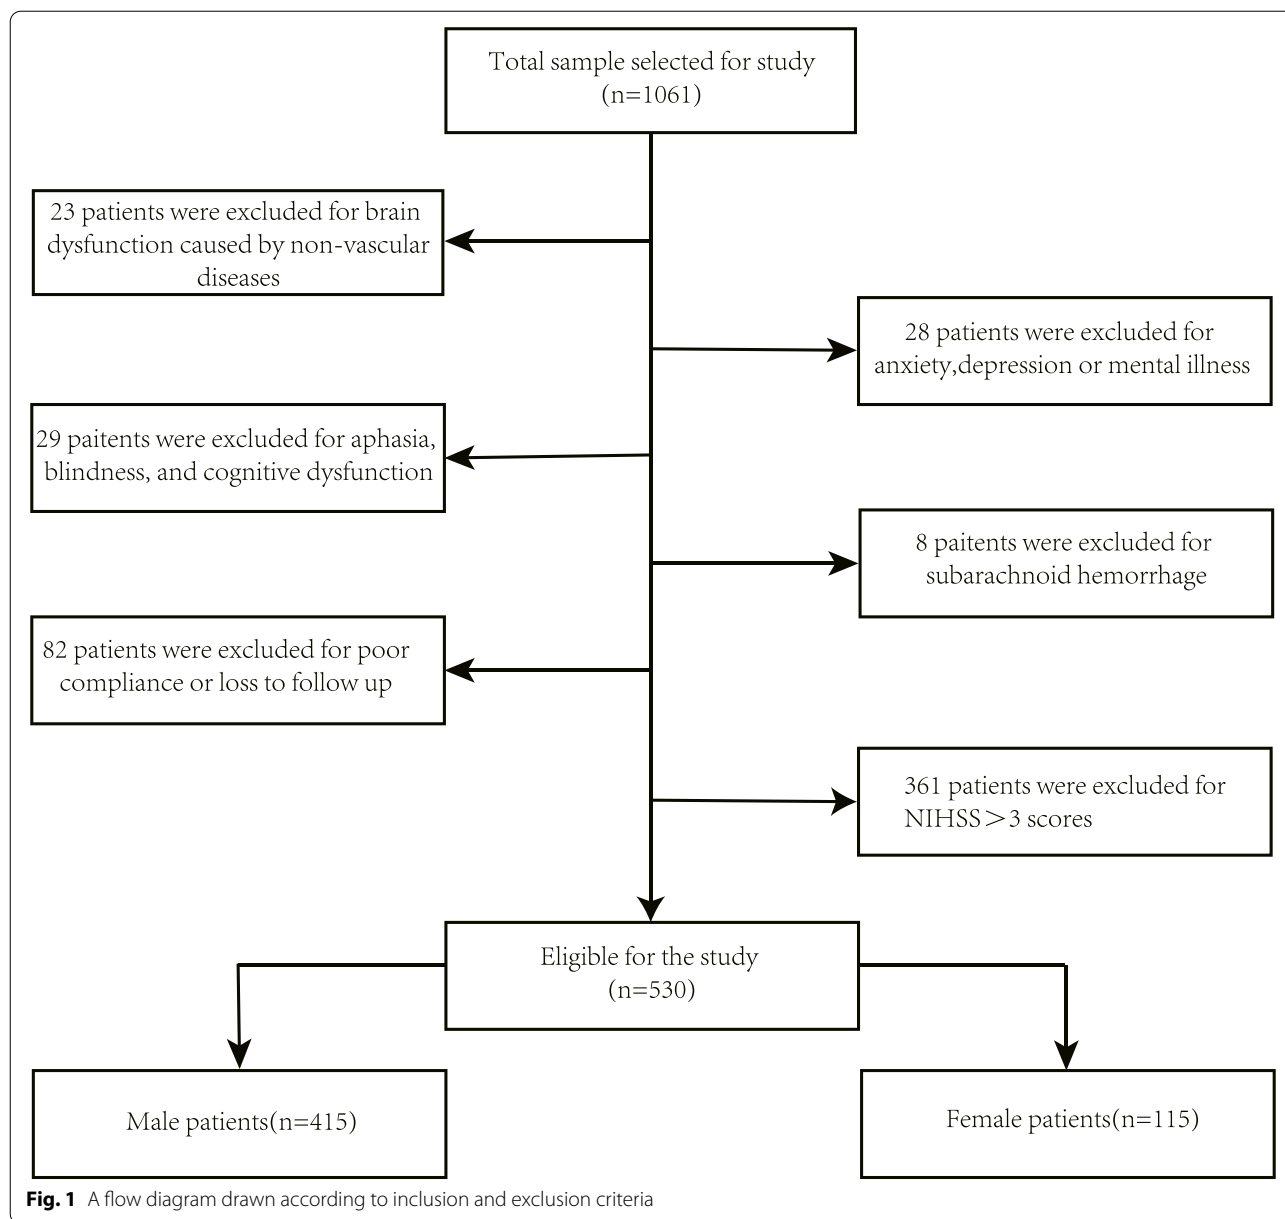 Total sample selected for study
(n=1061)
23 patients were excluded for brain
dysfunction caused by non-vascular
diseases
28 patients were excluded for
anxiety,depression or mental illness
29 paitents were excluded for aphasia,
blindness, and cognitive dysfunction
8 paitents were excluded for
subarachnoid hemorrhage
82 patients were excluded for poor
compliance or loss to follow up
361 patients were excluded for
NIHSS＞3 scores
Eligible for the study
(n=530)
Male patients(n=415)
Female patients(n=115)
Fig. 1 A flow diagram drawn according to inclusion and exclusion criteria